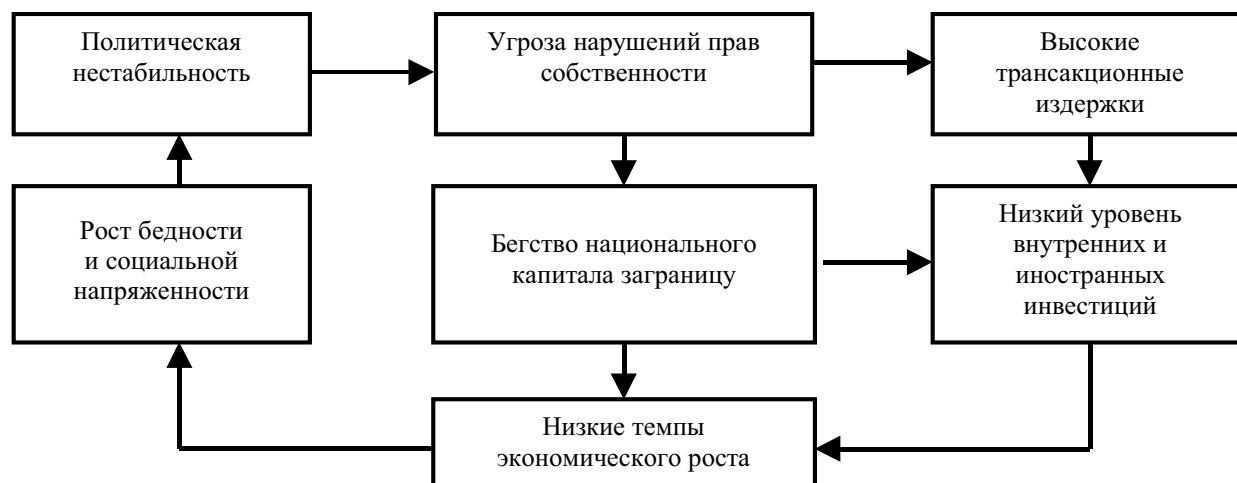 Политическая
нестабильность
Угроза нарушений прав
собственности
Высокие
трансакционные
издержки
Рост бедности
и социальной
напряженности
Бегство национального
капитала заграницу
Низкий уровень
внутренних и
иностранных
инвестиций
Низкие темпы
экономического роста